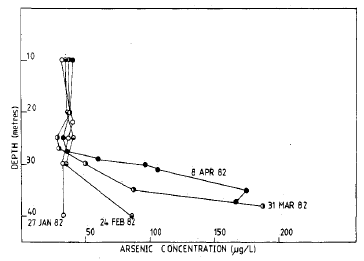 10
20
30
40
DEPTH (metres)
8 APR 82
31 MAR 82
27 JAN 82
24 FEB 82
50
100
150
200
ARSENIC CONCENTRATION (µg/L)